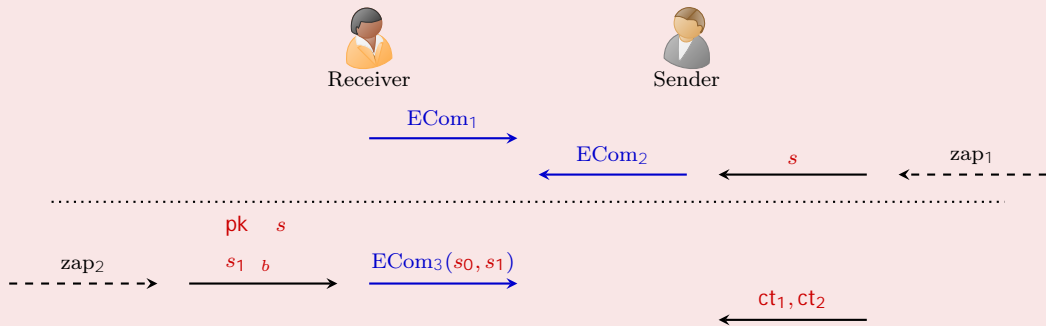 Receiver Sender
ECom₁
ECom₂ s zap₁
pk s
zap₂ s₁ b ECom₃(s₀, s₁)
ct₁, ct₂